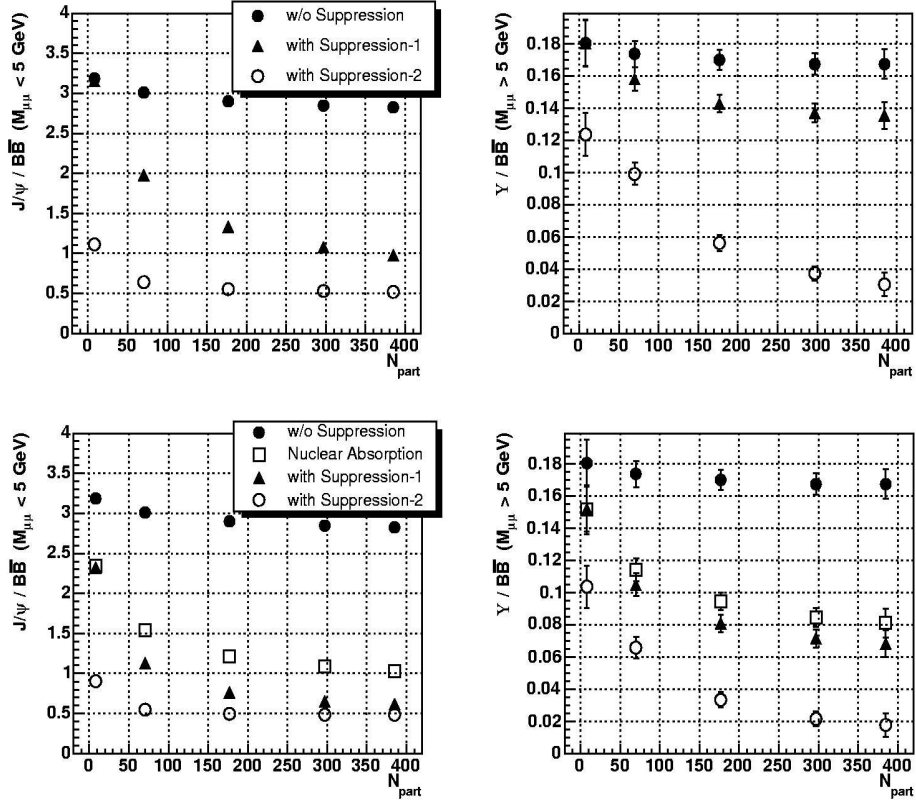 w/o Suppression
with Suppression-1
with Suppression-2
J/ψ / BB̅ (Mμμ < 5 GeV)
4
3.5
3
2.5
2
1.5
1
0.5
0
0 50 100 150 200 250 300 350 400
Npart
ϒ / BB̅ (Mμμ > 5 GeV)
0.18
0.16
0.14
0.12
0.1
0.08
0.06
0.04
0.02
0 50 100 150 200 250 300 350 400
Npart
w/o Suppression
Nuclear Absorption
with Suppression-1
with Suppression-2
J/ψ / BB̅ (Mμμ < 5 GeV)
4
3.5
3
2.5
2
1.5
1
0.5
0
0 50 100 150 200 250 300 350 400
Npart
ϒ / BB̅ (Mμμ > 5 GeV)
0.18
0.16
0.14
0.12
0.1
0.08
0.06
0.04
0.02
0 50 100 150 200 250 300 350 400
Npart